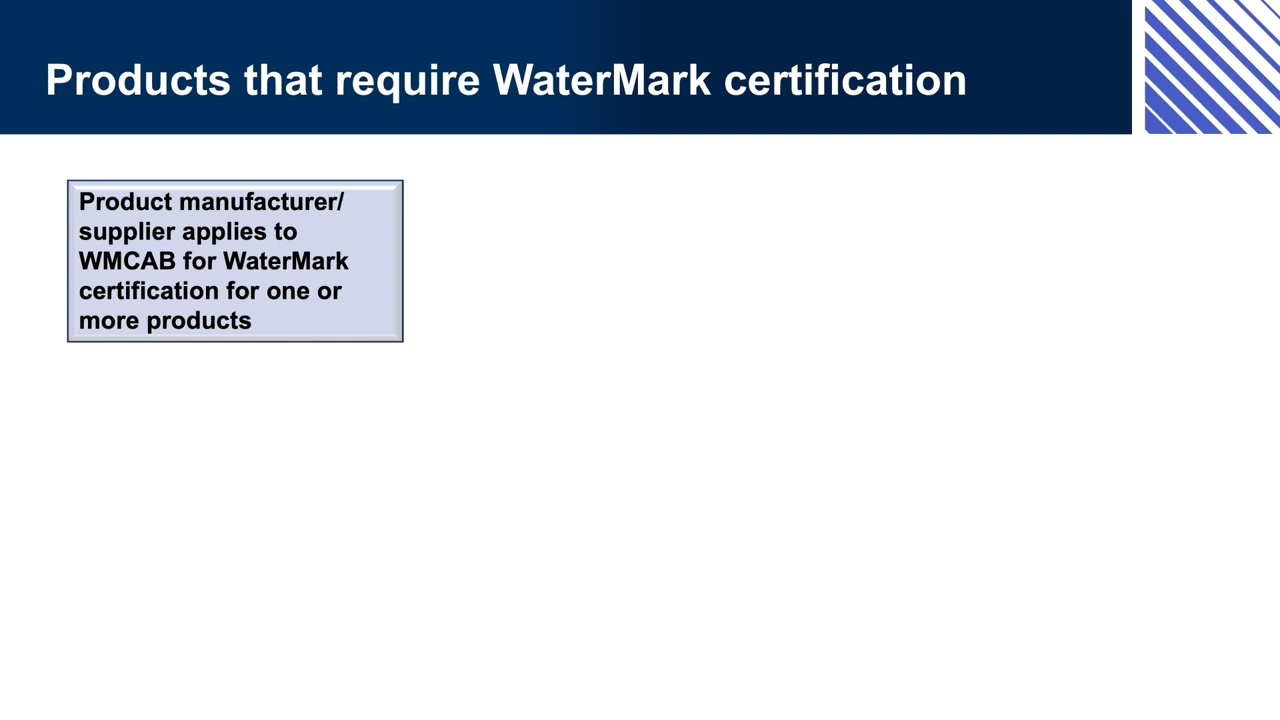 Products that require WaterMark certification
Product manufacturer/
supplier applies to
WMCAB for WaterMark
certification for one or
more products